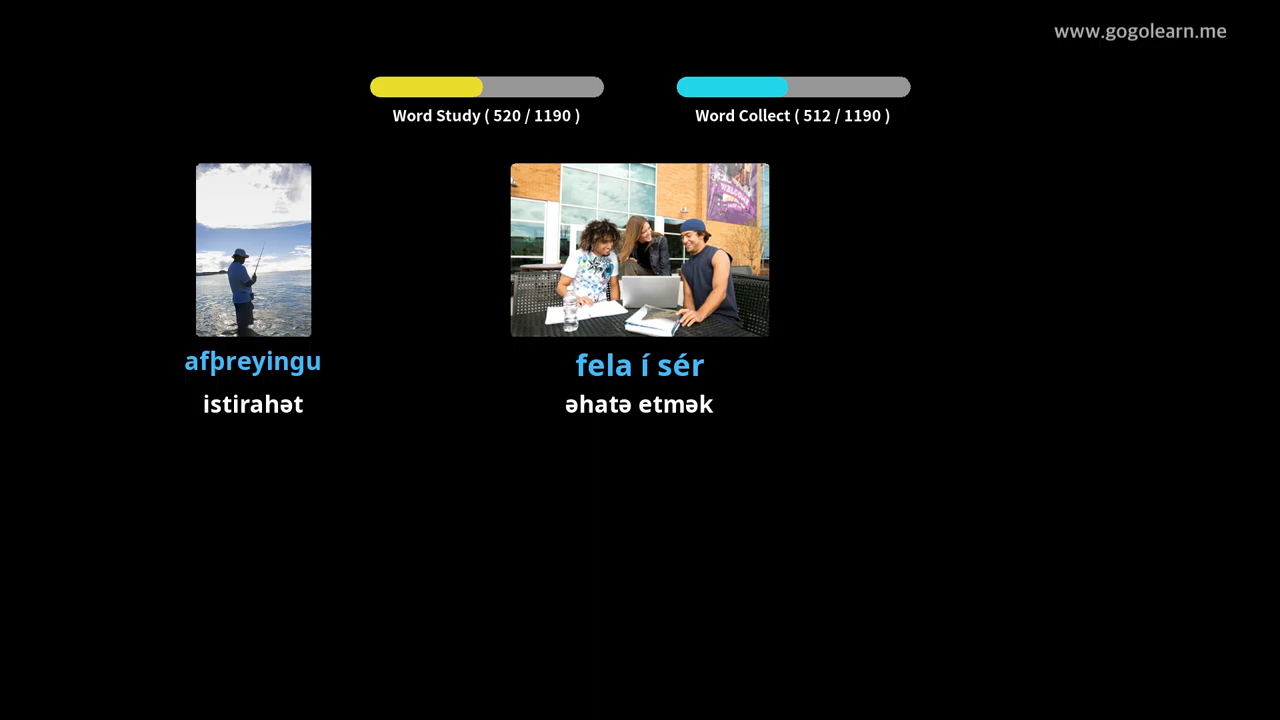 www.gogolearn.me
Word Study ( 520 / 1190 )
Word Collect ( 512 / 1190 )
afþreyingu
istirahət
fela í sér
əhatə etmək